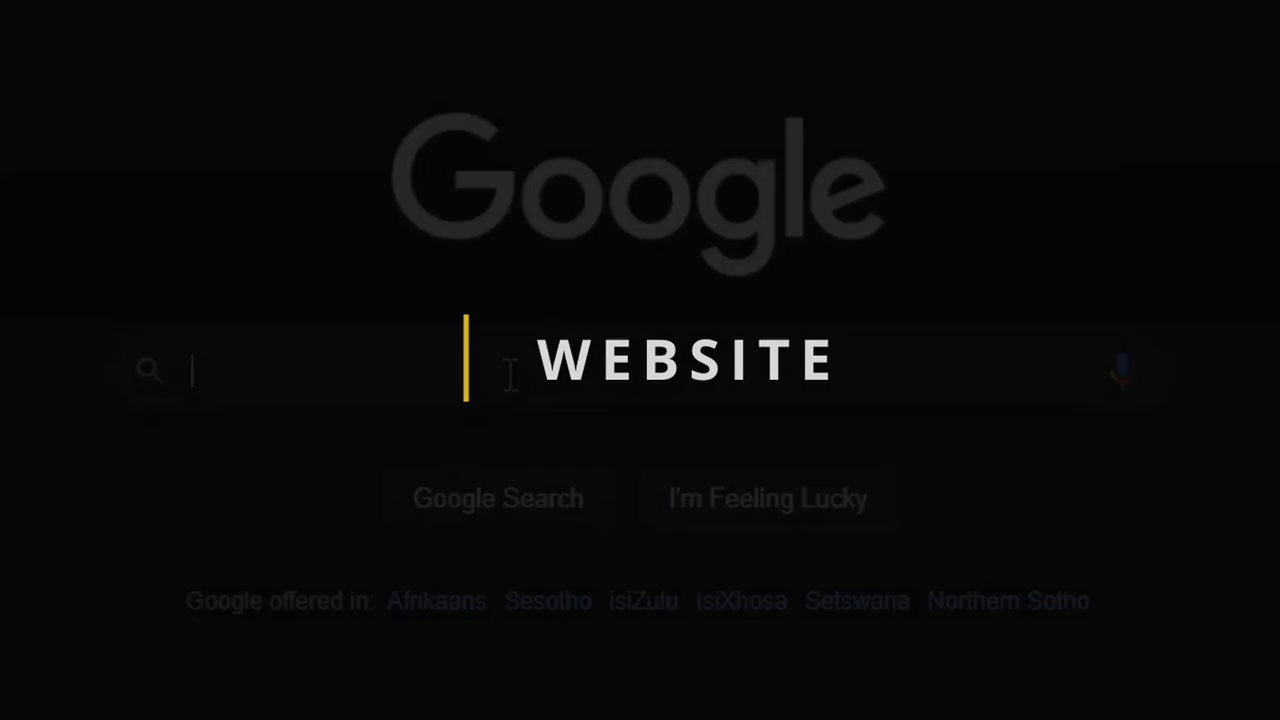 Google
WEBSITE
Google Search I'm Feeling Lucky
Google offered in: Afrikaans Sesotho isiZulu IsiXhosa Setswana Northern Sotho